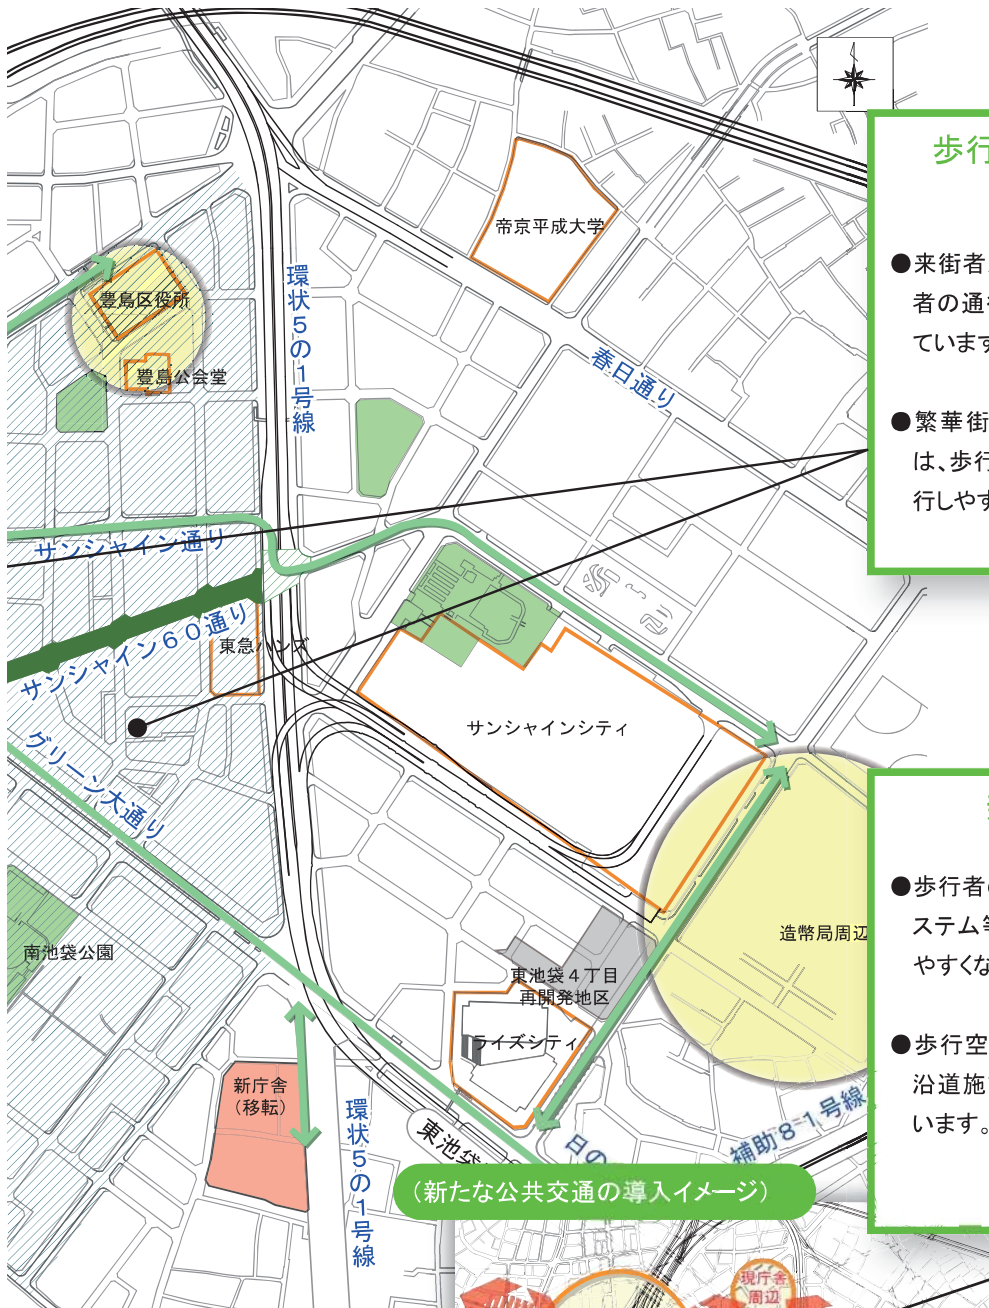 歩行
帝京平成大学
●来街者
者の通
ています
豊島区役所
環状5の1号線
豊島公会堂
春日通り
●繁華街
は、歩行
行しやす
サンシャイン通り
サンシャイン60通り
東急ハンズ
サンシャインシティ
グリーン大通り
●歩行者
ステム等
やすくな
南池袋公園
造幣局周辺
東池袋4丁目
再開発地区
ライズシティ
●歩行空
沿道施
います。
新庁舎
(移転)
環状5の1号線
東池袋
日の
補助8-1号線
(新たな公共交通の導入イメージ)
現庁舎
周辺